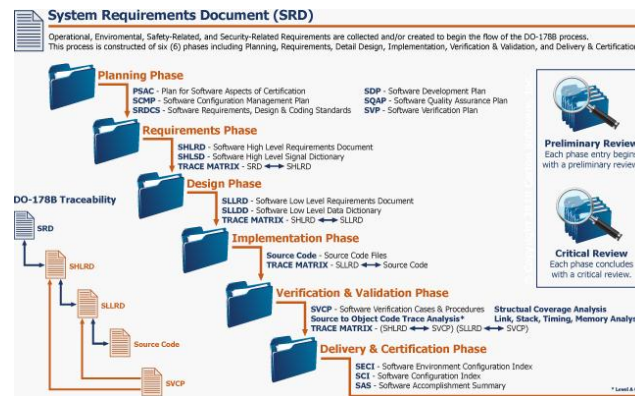 System Requirements Document (SRD)
Operational, Enviromental, Safety-Related, and Security-Related Requirements are collected and/or created to begin the flow of the DO-178B process.
This process is constructed of six (6) phases including Planning, Requirements, Detail Design, Implementation, Verification & Validation, and Delivery & Certification
Planning Phase
PSAC - Plan for Software Aspects of Certification
SCMP - Software Configuration Management Plan
SRDCS - Software Requirements, Design & Coding Standards
SDP - Software Development Plan
SQAP - Software Quality Assurance Plan
SVP - Software Verification Plan
Requirements Phase
SHLRD - Software High Level Requirements Document
SHLSD - Software High Level Signal Dictionary
TRACE MATRIX - SRD ↔ SHLRD
Design Phase
SLLRD - Software Low Level Requirements Document
SLLDD - Software Low Level Data Dictionary
TRACE MATRIX - SHLRD ↔ SLLRD
Implementation Phase
Source Code - Source Code Files
TRACE MATRIX - SLLRD ↔ Source Code
Verification & Validation Phase
SVCP - Software Verification Cases & Procedures
Source to Object Code Trace Analysis*
TRACE MATRIX - (SHLRD ↔ SVCP) (SLLRD ↔ SVCP)
Structual Coverage Analysis
Link, Stack, Timing, Memory Analys
Delivery & Certification Phase
SECI - Software Environment Configuration Index
SCI - Software Configuration Index
SAS - Software Accomplishment Summary
Preliminary Review
Each phase entry begins
with a preliminary review
Critical Review
Each phase concludes
with a critical review.
DO-178B Traceability
SRD
SHLRD
SLLRD
Source Code
SVCP
* Level A